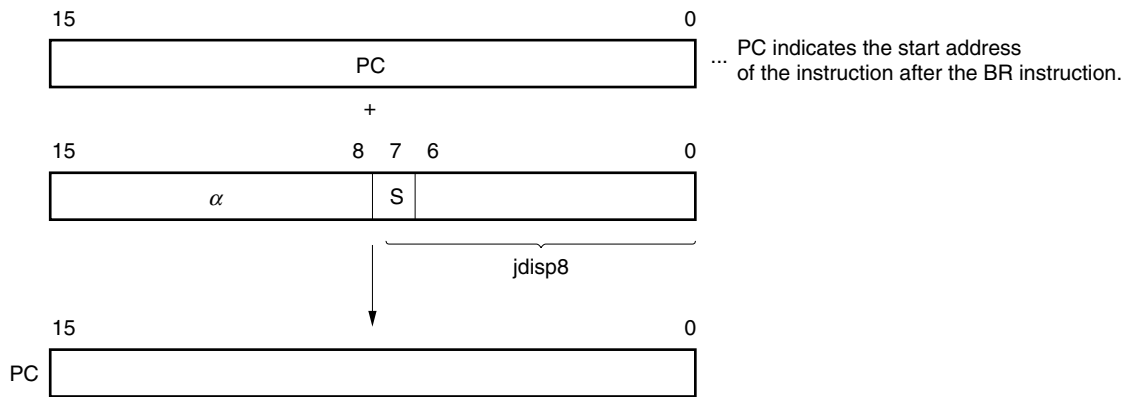 15 0
PC
... PC indicates the start address
of the instruction after the BR instruction.
+
15 8 7 6 0
α S
jdisp8
15 0
PC